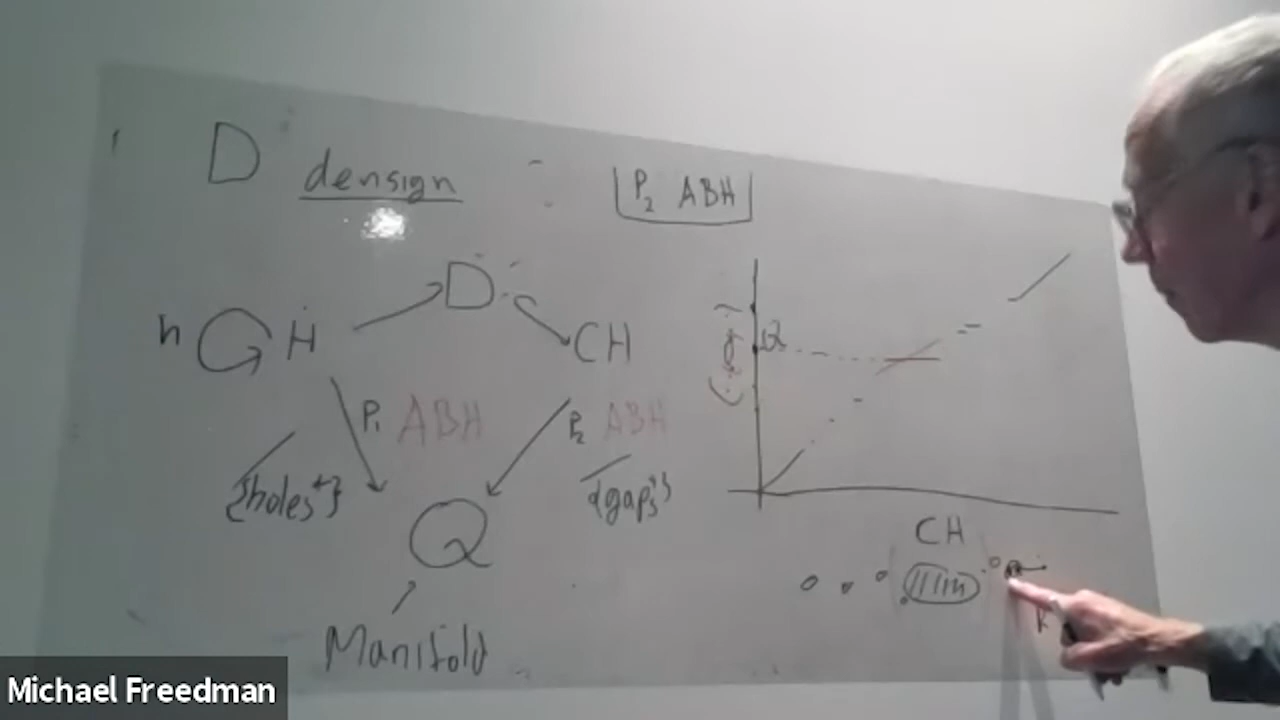 D densign
P₂ ABH
D
h H
CH
P₁ ABH
P₂ ABH
{holes⁺}
{gaps⁺}
Q
Manifold
Q
CH
Michael Freedman